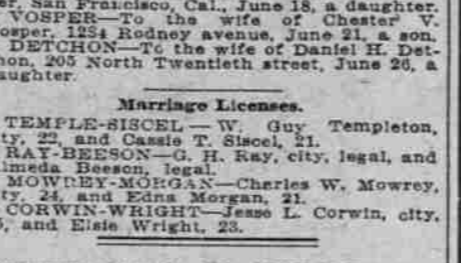 er, San Francisco, Cal., June 18, a daughter.
VOSPER—To the wife of Chester V.
osper, 1234 Rodney avenue, June 21, a son.
DETCHON—To the wife of Daniel H. Det-
hon, 205 North Twentieth street, June 26, a
aughter.
Marriage Licenses.
TEMPLE-SISCEL—W. Guy Templeton,
ty, 22, and Cassie T. Siscel, 21.
RAY-BEESON—G. H. Ray, city, legal, and
lmeda Beeson, legal.
MOWREY-MORGAN—Charles W. Mowrey,
ty, 24, and Edna Morgan, 21.
CORWIN-WRIGHT—Jesse L. Corwin, city,
, and Elsie Wright, 23.